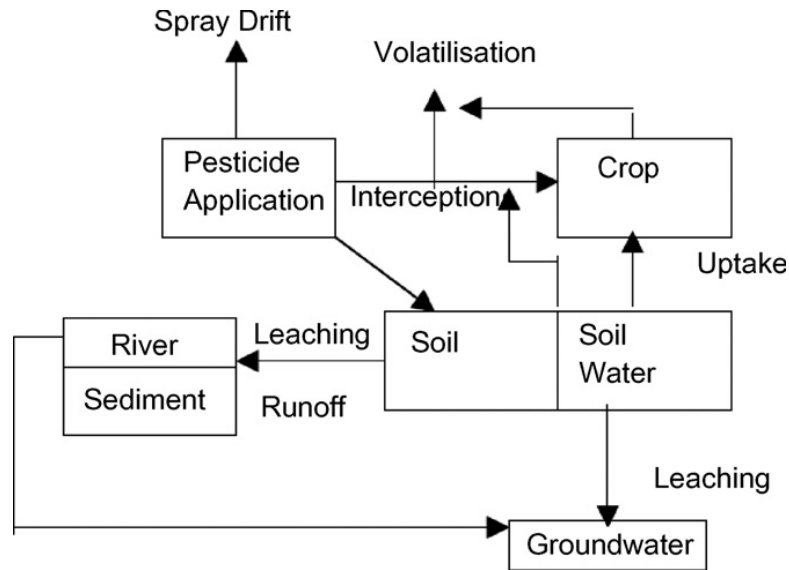 Spray Drift
Volatilisation
Pesticide
Application
Interception
Crop
Uptake
River
Sediment
Leaching
Runoff
Soil
Soil
Water
Leaching
Groundwater